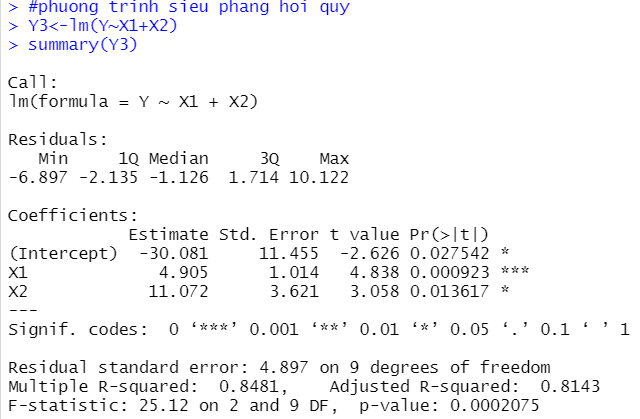 > #phuong trinh sieu phang hoi quy
> Y3<-lm(Y~X1+X2)
> summary(Y3)

Call:
lm(formula = Y ~ X1 + X2)

Residuals:
   Min     1Q Median     3Q    Max
-6.897 -2.135 -1.126  1.714 10.122

Coefficients:
            Estimate Std. Error t value Pr(>|t|)
(Intercept)  -30.081     11.455  -2.626 0.027542 *
X1             4.905      1.014   4.838 0.000923 ***
X2            11.072      3.621   3.058 0.013617 *
---
Signif. codes:  0 ‘***’ 0.001 ‘**’ 0.01 ‘*’ 0.05 ‘.’ 0.1 ‘ ’ 1

Residual standard error: 4.897 on 9 degrees of freedom
Multiple R-squared:  0.8481,	Adjusted R-squared:  0.8143
F-statistic: 25.12 on 2 and 9 DF,  p-value: 0.0002075